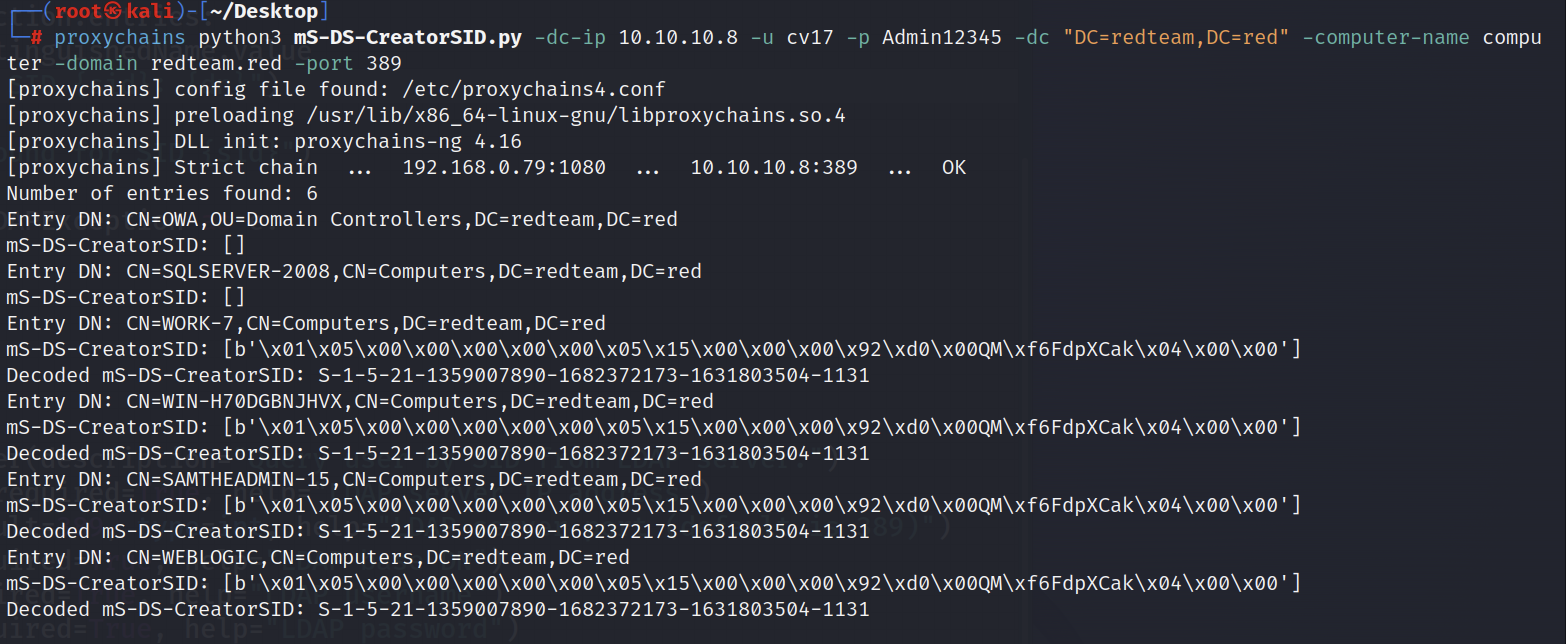 ┌──(root㉿kali)-[~/Desktop]
└─# proxychains python3 mS-DS-CreatorSID.py -dc-ip 10.10.10.8 -u cv17 -p Admin12345 -dc "DC=redteam,DC=red" -computer-name compu
ter -domain redteam.red -port 389
[proxychains] config file found: /etc/proxychains4.conf
[proxychains] preloading /usr/lib/x86_64-linux-gnu/libproxychains.so.4
[proxychains] DLL init: proxychains-ng 4.16
[proxychains] Strict chain  ...  192.168.0.79:1080  ...  10.10.10.8:389  ...  OK
Number of entries found: 6
Entry DN: CN=OWA,OU=Domain Controllers,DC=redteam,DC=red
mS-DS-CreatorSID: []
Entry DN: CN=SQLSERVER-2008,CN=Computers,DC=redteam,DC=red
mS-DS-CreatorSID: []
Entry DN: CN=WORK-7,CN=Computers,DC=redteam,DC=red
mS-DS-CreatorSID: [b'\x01\x05\x00\x00\x00\x00\x00\x05\x15\x00\x00\x00\x92\xd0\x00QM\xf6FdpXCak\x04\x00\x00']
Decoded mS-DS-CreatorSID: S-1-5-21-1359007890-1682372173-1631803504-1131
Entry DN: CN=WIN-H70DGBNJHVX,CN=Computers,DC=redteam,DC=red
mS-DS-CreatorSID: [b'\x01\x05\x00\x00\x00\x00\x00\x05\x15\x00\x00\x00\x92\xd0\x00QM\xf6FdpXCak\x04\x00\x00']
Decoded mS-DS-CreatorSID: S-1-5-21-1359007890-1682372173-1631803504-1131
Entry DN: CN=SAMTHEADMIN-15,CN=Computers,DC=redteam,DC=red
mS-DS-CreatorSID: [b'\x01\x05\x00\x00\x00\x00\x00\x05\x15\x00\x00\x00\x92\xd0\x00QM\xf6FdpXCak\x04\x00\x00']
Decoded mS-DS-CreatorSID: S-1-5-21-1359007890-1682372173-1631803504-1131
Entry DN: CN=WEBLOGIC,CN=Computers,DC=redteam,DC=red
mS-DS-CreatorSID: [b'\x01\x05\x00\x00\x00\x00\x00\x05\x15\x00\x00\x00\x92\xd0\x00QM\xf6FdpXCak\x04\x00\x00']
Decoded mS-DS-CreatorSID: S-1-5-21-1359007890-1682372173-1631803504-1131